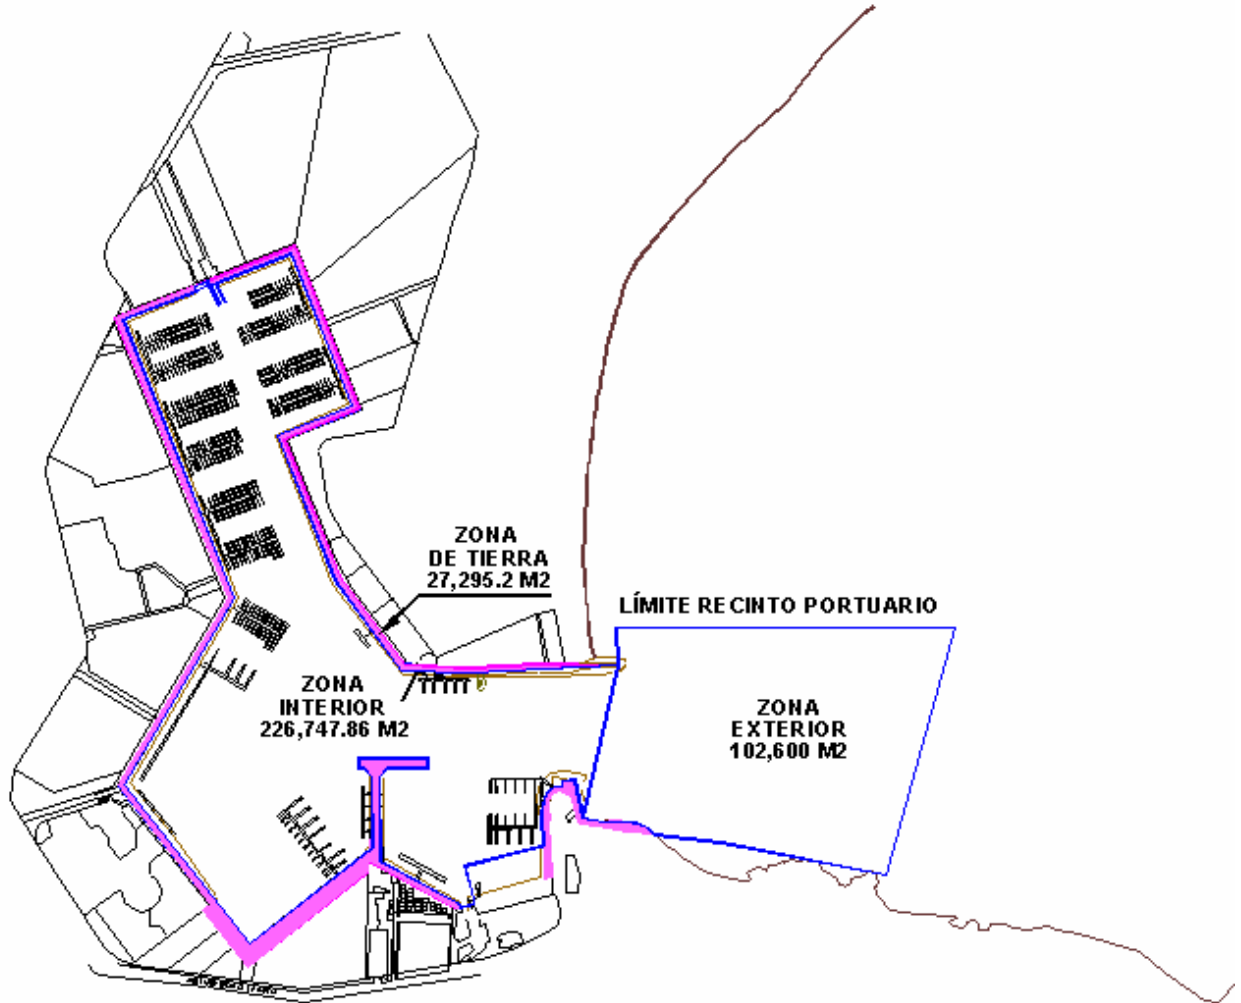 ZONA
DE TIERRA
27,295.2 M2
LÍMITE RECINTO PORTUARIO
ZONA
INTERIOR
226,747.86 M2
ZONA
EXTERIOR
102,600 M2